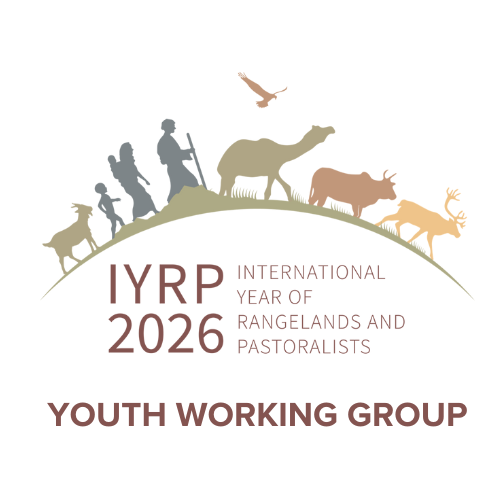 IYRP
2026
INTERNATIONAL
YEAR OF
RANGELANDS AND
PASTORALISTS
YOUTH WORKING GROUP